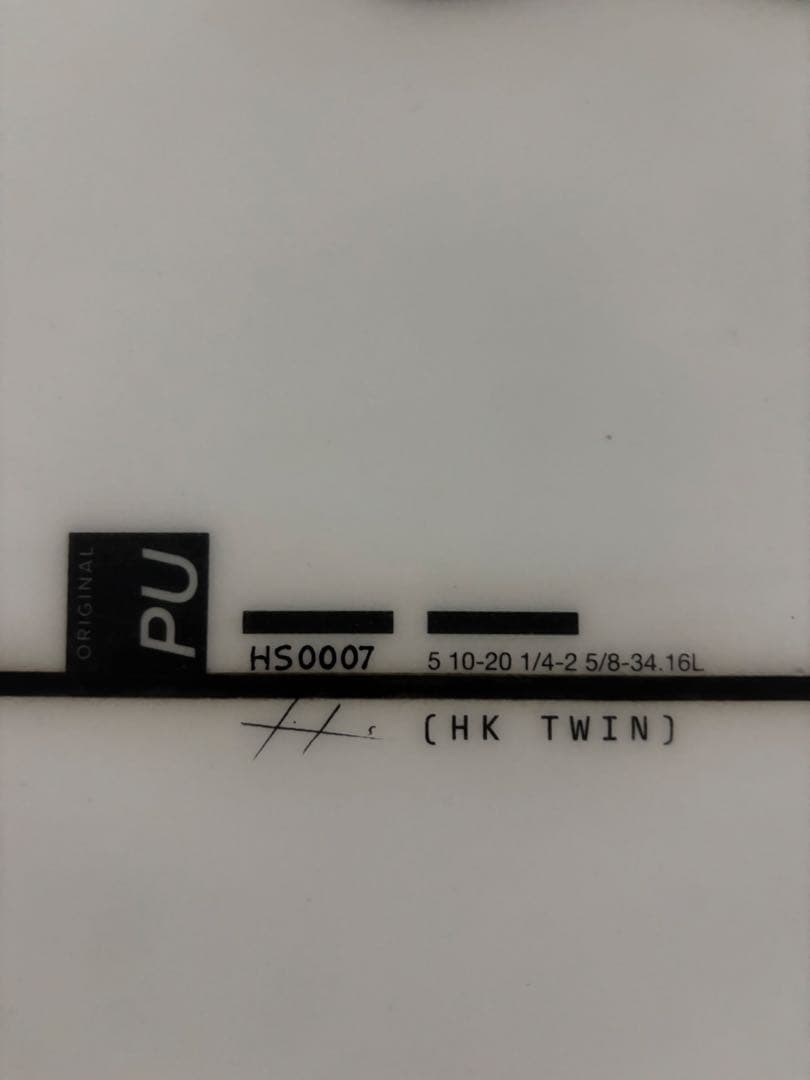 ORIGINAL
PU
HS0007
5 10-20 1/4-2 5/8-34.16L
(HK TWIN)